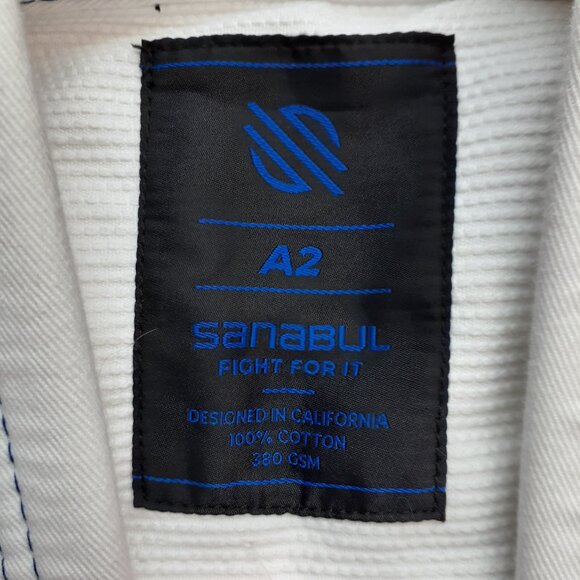 A2
SANABUL
FIGHT FOR IT
DESIGNED IN CALIFORNIA
100% COTTON
380 GSM